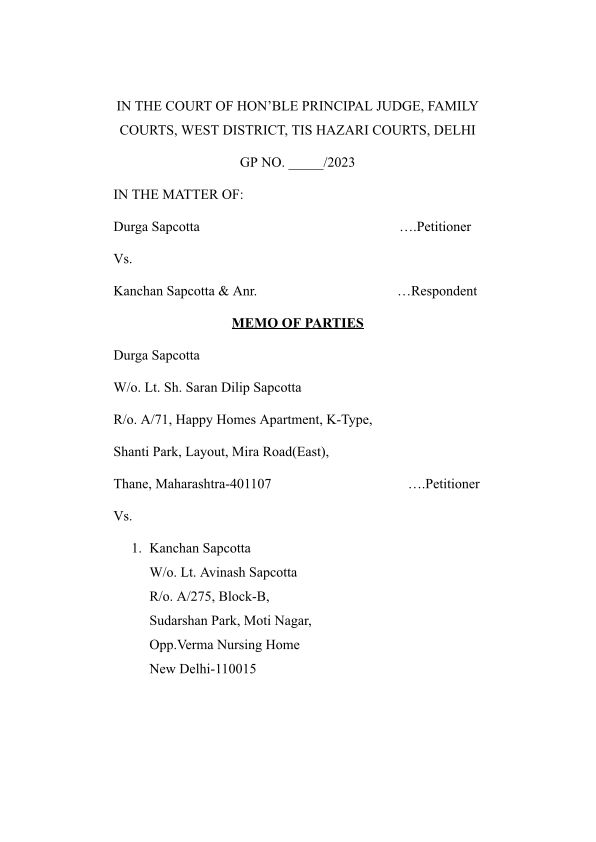 IN THE COURT OF HON’BLE PRINCIPAL JUDGE, FAMILY
COURTS, WEST DISTRICT, TIS HAZARI COURTS, DELHI
GP NO. _____/2023
IN THE MATTER OF:
Durga Sapcotta ….Petitioner
Vs.
Kanchan Sapcotta & Anr. …Respondent
MEMO OF PARTIES
Durga Sapcotta
W/o. Lt. Sh. Saran Dilip Sapcotta
R/o. A/71, Happy Homes Apartment, K-Type,
Shanti Park, Layout, Mira Road(East),
Thane, Maharashtra-401107 ….Petitioner
Vs.
1. Kanchan Sapcotta
W/o. Lt. Avinash Sapcotta
R/o. A/275, Block-B,
Sudarshan Park, Moti Nagar,
Opp.Verma Nursing Home
New Delhi-110015